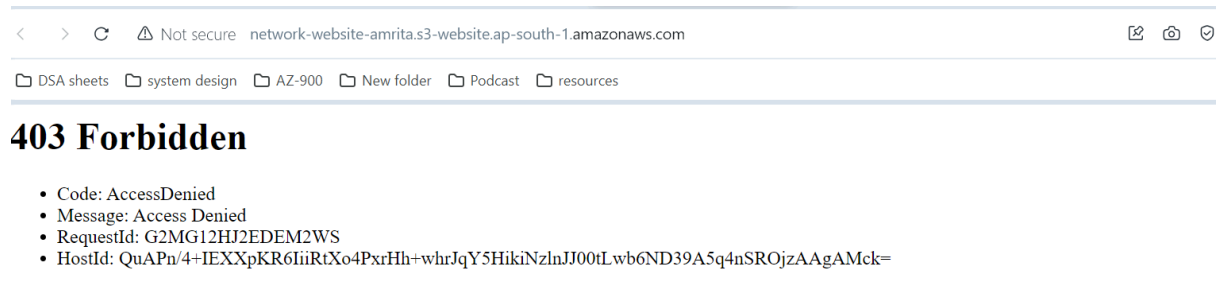 Not secure network-website-amrita.s3-website.ap-south-1.amazonaws.com
DSA sheets system design AZ-900 New folder Podcast resources
403 Forbidden
• Code: AccessDenied
• Message: Access Denied
• RequestId: G2MG12HJ2EDEM2WS
• HostId: QuAPn/4+IEXXpKR6IiiRtXo4PxrHh+whrJqY5HikiNzlnJJ00tLwb6ND39A5q4nSROjzAAgAMck=